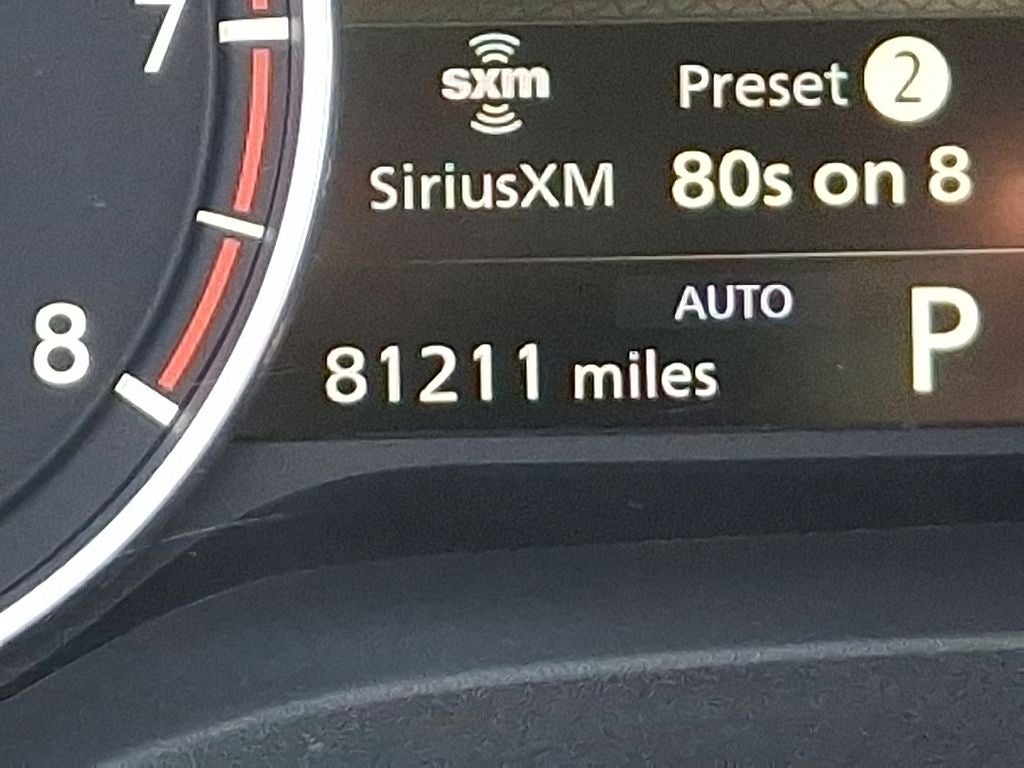 7
8
sxm
SiriusXM
Preset 2
80s on 8
AUTO
P
81211 miles